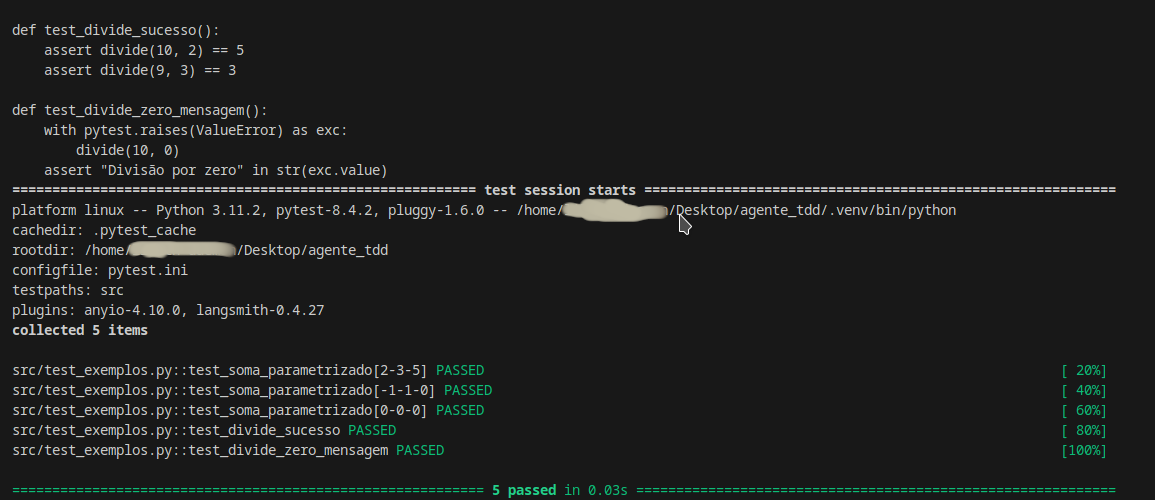 def test_divide_sucesso():
    assert divide(10, 2) == 5
    assert divide(9, 3) == 3

def test_divide_zero_mensagem():
    with pytest.raises(ValueError) as exc:
        divide(10, 0)
    assert "Divisão por zero" in str(exc.value)
========================================================== test session starts ===========================================================
platform linux -- Python 3.11.2, pytest-8.4.2, pluggy-1.6.0 -- /home/ /Desktop/agente_tdd/.venv/bin/python
cachedir: .pytest_cache
rootdir: /home/ /Desktop/agente_tdd
configfile: pytest.ini
testpaths: src
plugins: anyio-4.10.0, langsmith-0.4.27
collected 5 items

src/test_exemplos.py::test_soma_parametrizado[2-3-5] PASSED [ 20%]
src/test_exemplos.py::test_soma_parametrizado[-1-1-0] PASSED [ 40%]
src/test_exemplos.py::test_soma_parametrizado[0-0-0] PASSED [ 60%]
src/test_exemplos.py::test_divide_sucesso PASSED [ 80%]
src/test_exemplos.py::test_divide_zero_mensagem PASSED [100%]

=========================================================== 5 passed in 0.03s ============================================================